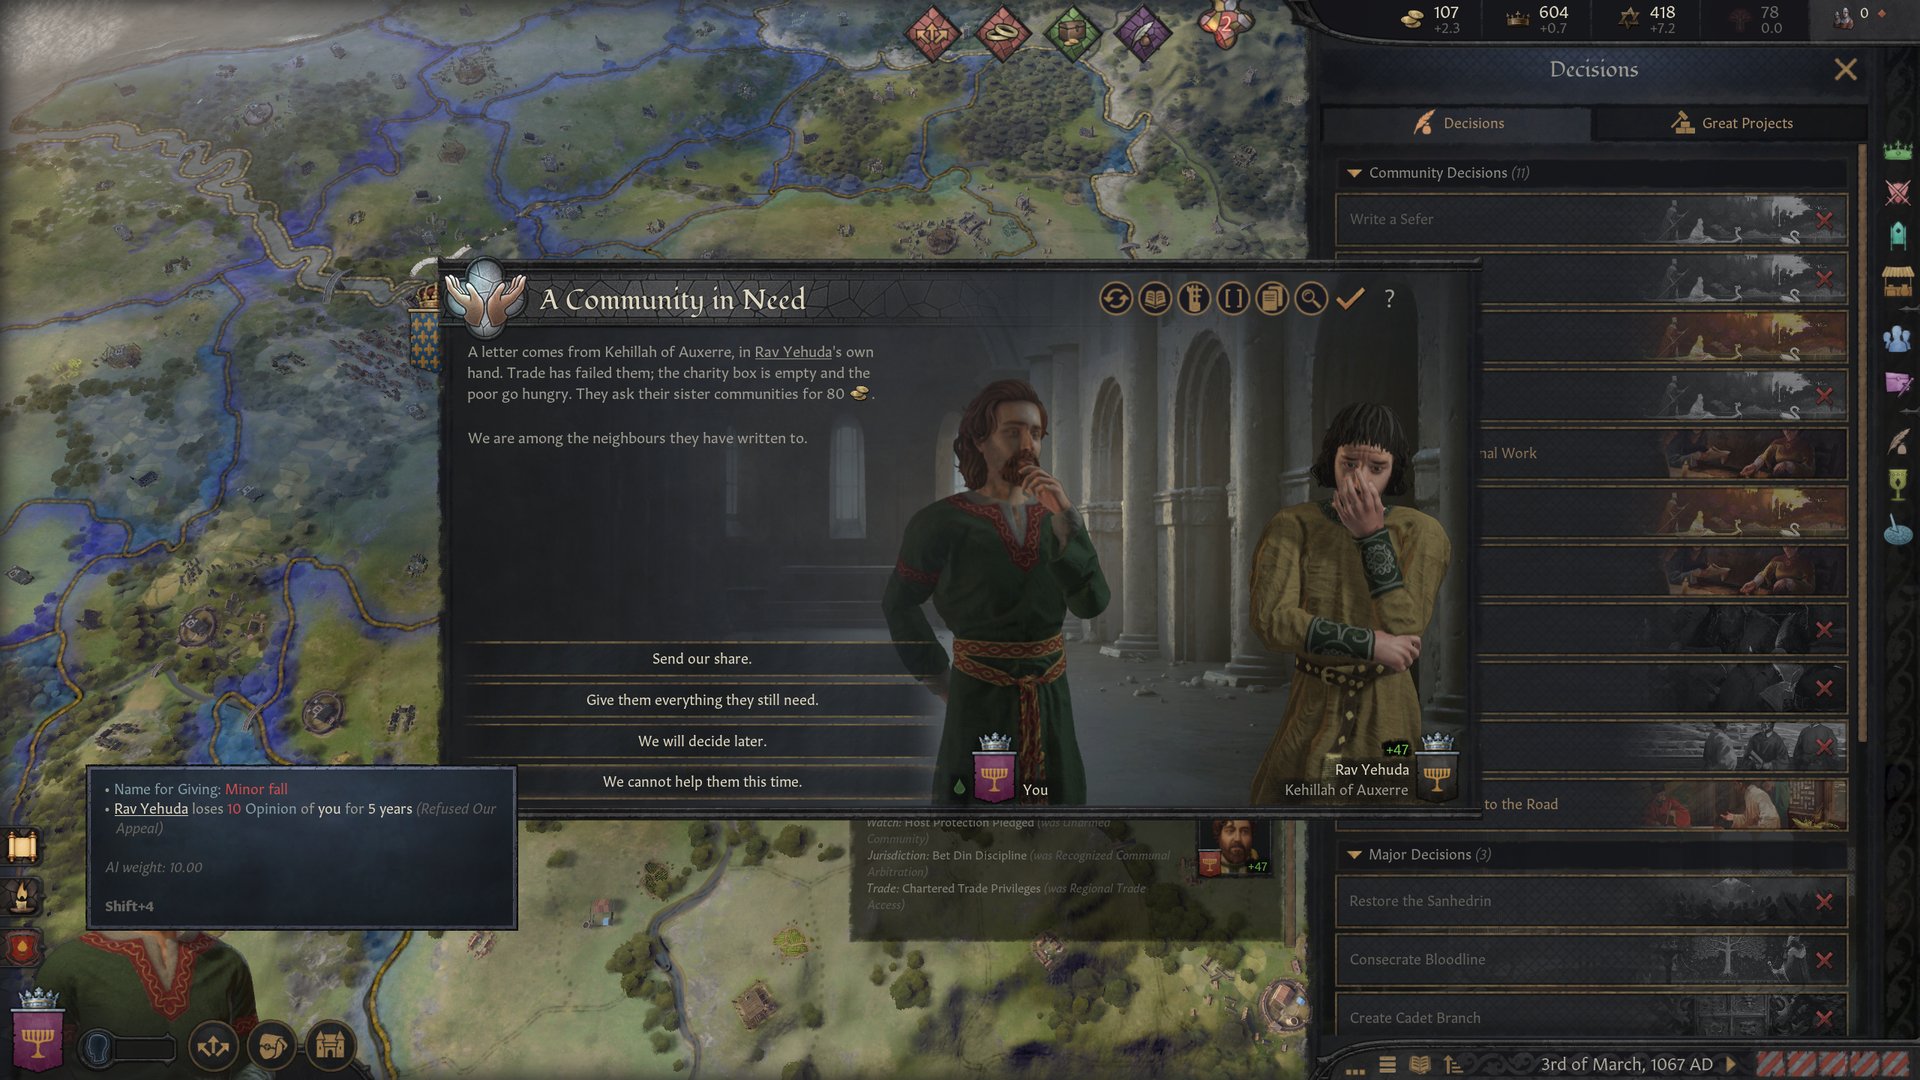 2
107
+2.3
604
+0.7
418
+7.2
78
0.0
0
Decisions
Decisions
Great Projects
Community Decisions (11)
Write a Sefer
A Community in Need
?
A letter comes from Kehillah of Auxerre, in Rav Yehuda's own
hand. Trade has failed them; the charity box is empty and the
poor go hungry. They ask their sister communities for 80 .
We are among the neighbours they have written to.
nal Work
Send our share.
Give them everything they still need.
We will decide later.
We cannot help them this time.
+47
Rav Yehuda
Kehillah of Auxerre
You
to the Road
• Name for Giving: Minor fall
• Rav Yehuda loses 10 Opinion of you for 5 years (Refused Our
Appeal)
AI weight: 10.00
Shift+4
Watch: Host Protection Pledged (was Unarmed
Community)
Jurisdiction: Bet Din Discipline (was Recognized Communal
Arbitration)
Trade: Chartered Trade Privileges (was Regional Trade
Access)
+47
Major Decisions (3)
Restore the Sanhedrin
Consecrate Bloodline
Create Cadet Branch
3rd of March, 1067 AD